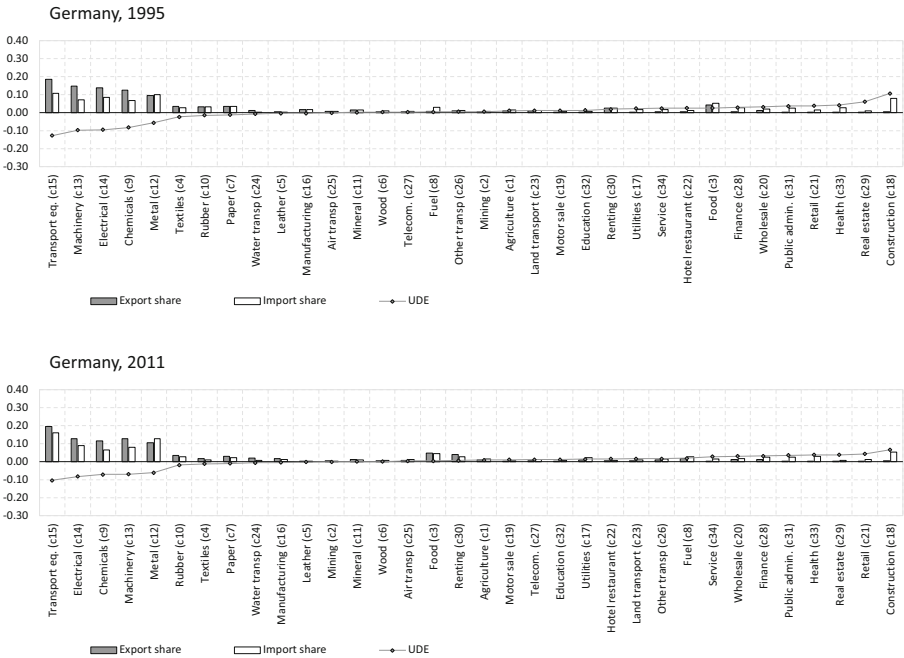 Germany, 1995
0.40
0.30
0.20
0.10
0.00
-0.10
-0.20
-0.30
Transport eq. (c15)
Machinery (c13)
Electrical (c14)
Chemicals (c9)
Metal (c12)
Textiles (c4)
Rubber (c10)
Paper (c7)
Water transp (c24)
Leather (c5)
Manufacturing (c16)
Air transp (c25)
Mineral (c11)
Wood (c6)
Telecom. (c27)
Fuel (c8)
Other transp (c26)
Mining (c2)
Agriculture (c1)
Land transport (c23)
Motor sale (c19)
Education (c32)
Renting (c30)
Utilities (c17)
Service (c34)
Hotel restaurant (c22)
Food (c3)
Finance (c28)
Wholesale (c20)
Public admin. (c31)
Retail (c21)
Health (c33)
Real estate (c29)
Construction (c18)
Export share
Import share
UDE
Germany, 2011
0.40
0.30
0.20
0.10
0.00
-0.10
-0.20
-0.30
Transport eq. (c15)
Electrical (c14)
Chemicals (c9)
Machinery (c13)
Metal (c12)
Rubber (c10)
Textiles (c4)
Paper (c7)
Water transp (c24)
Manufacturing (c16)
Leather (c5)
Mining (c2)
Mineral (c11)
Wood (c6)
Air transp (c25)
Food (c3)
Renting (c30)
Agriculture (c1)
Motor sale (c19)
Telecom. (c27)
Education (c32)
Utilities (c17)
Hotel restaurant (c22)
Land transport (c23)
Other transp (c26)
Fuel (c8)
Service (c34)
Wholesale (c20)
Finance (c28)
Public admin. (c31)
Health (c33)
Real estate (c29)
Retail (c21)
Construction (c18)
Export share
Import share
UDE